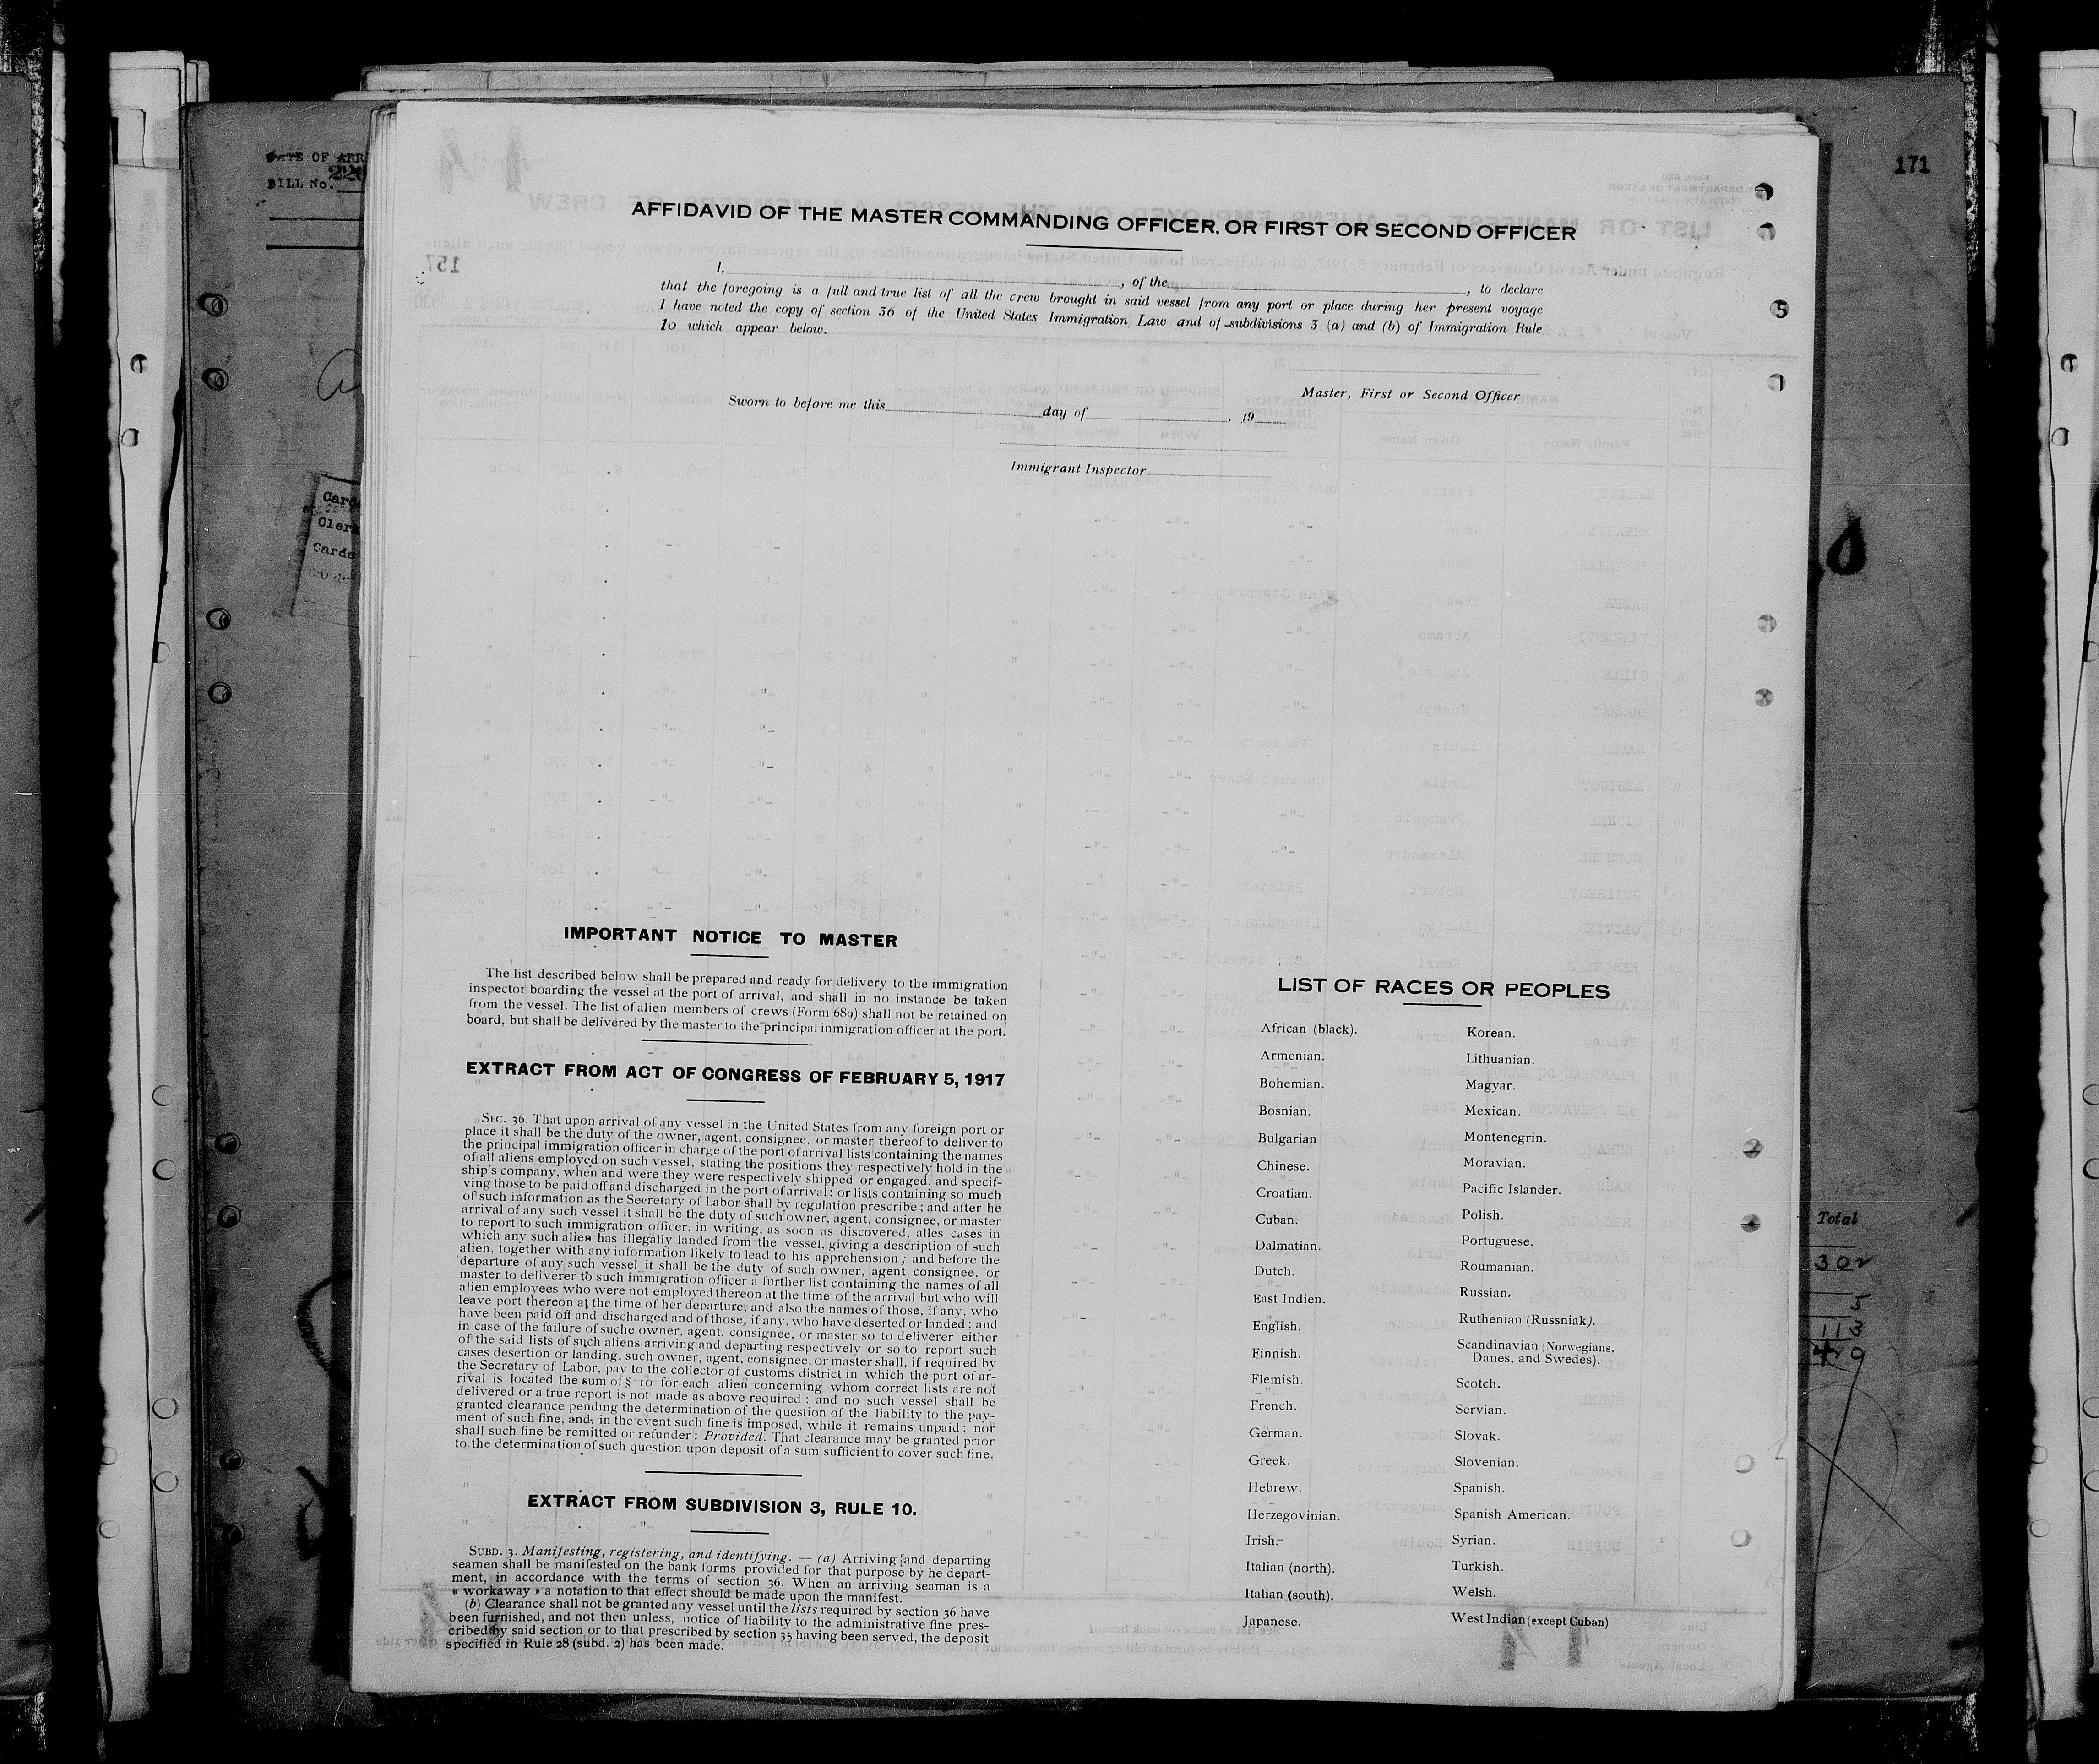 171
DATE OF ARR
BILL No.
AFFIDAVID OF THE MASTER COMMANDING OFFICER, OR FIRST OR SECOND OFFICER
I, , of the , to declare
that the foregoing is a full and true list of all the crew brought in said vessel from any port or place during her present voyage
I have noted the copy of section 36 of the United States Immigration Law and of subdivisions 3 (a) and (b) of Immigration Rule
1o which appear below.
5
Master, First or Second Officer
Sworn to before me this day of , 19
Immigrant Inspector
Card
Cler
Cards
IMPORTANT NOTICE TO MASTER
The list described below shall be prepared and ready for delivery to the immigration
inspector boarding the vessel at the port of arrival, and shall in no instance be taken
from the vessel. The list of alien members of crews (Form 689) shall not be retained on
board, but shall be delivered by the master to the principal inmigration officer at the port.
EXTRACT FROM ACT OF CONGRESS OF FEBRUARY 5, 1917
SEC. 36. That upon arrival of any vessel in the United States from any foreign port or
place it shall be the duty of the owner, agent, consignee, or master thereof to deliver to
the principal immigration officer in charge of the port of arrival lists containing the names
of all aliens employed on such vessel, stating the positions they respectively hold in the
ship's company, when and were they were respectively shipped or engaged, and specif-
ving those to be paid off and discharged in the port of arrival: or lists containing so much
of such information as the Secretary of Labor shall by regulation prescribe; and after he
arrival of any such vessel it shall be the duty of such owner, agent, consignee, or master
to report to such immigration officer, in writing, as soon as discovered, alles cases in
which any such alien has illegally landed from the vessel, giving a description of such
alien, together with any information likely to lead to his apprehension; and before the
departure of any such vessel it shall be the duty of such owner, agent consignee, or
master to deliverer to such immigration officer a further list containing the names of all
alien employees who were not employed thereon at the time of the arrival but who will
leave port thereon at the time of her departure, and also the names of those, if any, who
have been paid off and discharged and of those, if any, who have deserted or landed; and
in case of the failure of suche owner, agent, consignee, or master so to deliverer either
of the said lists of such aliens arriving and departing respectively or so to report such
cases desertion or landing, such owner, agent, consignee, or master shall, if required by
the Secretary of Labor, pay to the collector of customs district in which the port of ar-
rival is located the sum of $ 10 for each alien concerning whom correct lists are not
delivered or a true report is not made as above required; and no such vessel shall be
granted clearance pending the determination of the question of the liability to the pay-
ment of such fine, and, in the event such fine is imposed, while it remains unpaid; nor
shall such fine be remitted or refunder: Provided. That clearance may be granted prior
to the determination of such question upon deposit of a sum sufficient to cover such fine.
EXTRACT FROM SUBDIVISION 3, RULE 10.
SUBD. 3. Manifesting, registering, and identifying. — (a) Arriving and departing
seamen shall be manifested on the bank forms provided for that purpose by he depart-
ment, in accordance with the terms of section 36. When an arriving seaman is a
« workaway » a notation to that effect should be made upon the manifest.
(b) Clearance shall not be granted any vessel until the lists required by section 36 have
been furnished, and not then unless, notice of liability to the administrative fine pres-
cribed by said section or to that prescribed by section 35 having been served, the deposit
specified in Rule 28 (subd. 2) has been made.
LIST OF RACES OR PEOPLES
African (black).
Armenian.
Bohemian.
Bosnian.
Bulgarian
Chinese.
Croatian.
Cuban.
Dalmatian.
Dutch.
East Indien.
English.
Finnish.
Flemish.
French.
German.
Greek.
Hebrew.
Herzegovinian.
Irish.
Italian (north).
Italian (south).
Japanese.
Korean.
Lithuanian.
Magyar.
Mexican.
Montenegrin.
Moravian.
Pacific Islander.
Polish.
Portuguese.
Roumanian.
Russian.
Ruthenian (Russniak).
Scandinavian (Norwegians,
Danes, and Swedes).
Scotch.
Servian.
Slovak.
Slovenian.
Spanish.
Spanish American.
Syrian.
Turkish.
Welsh.
West Indian (except Cuban)
Total
302
5
113